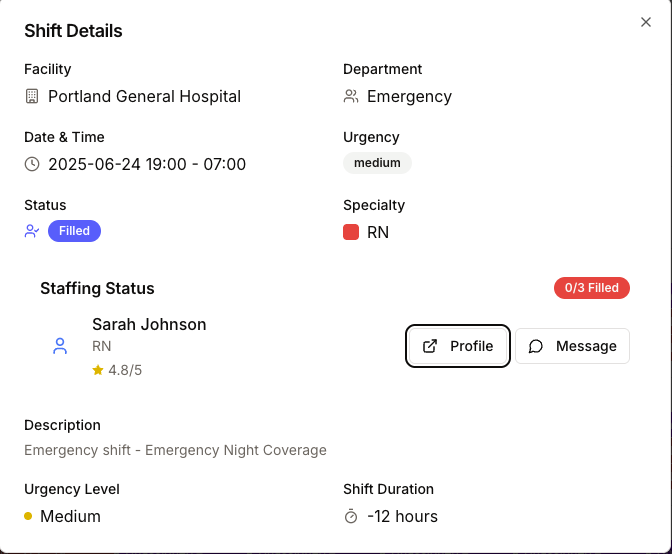 Shift Details
Facility
Department
Portland General Hospital
Emergency
Date & Time
Urgency
2025-06-24 19:00 - 07:00
medium
Status
Specialty
Filled
RN
Staffing Status
0/3 Filled
Sarah Johnson
RN
4.8/5
Profile
Message
Description
Emergency shift - Emergency Night Coverage
Urgency Level
Shift Duration
Medium
-12 hours